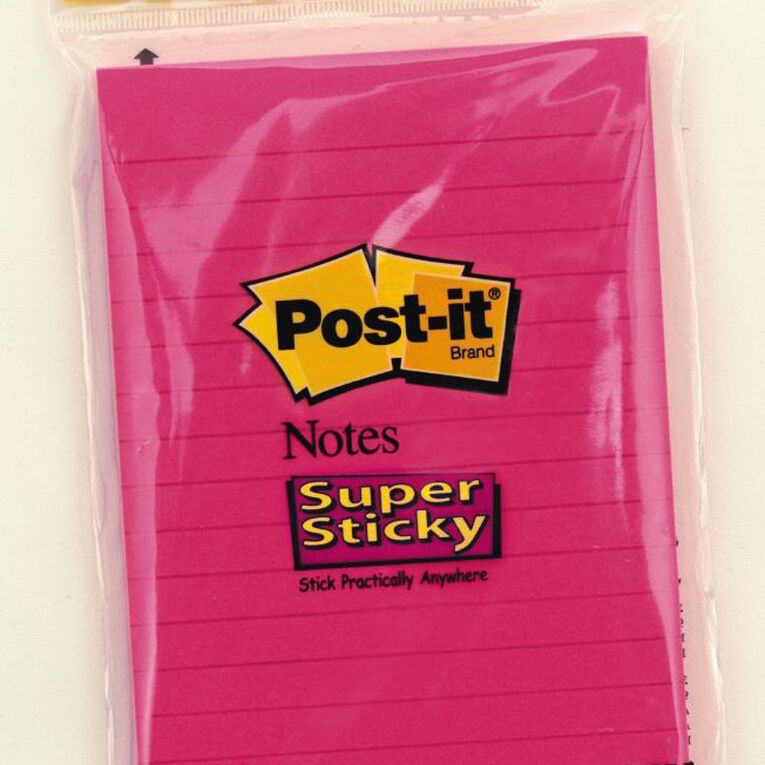 Post-it®
Brand
Notes
Super
Sticky
Stick Practically Anywhere